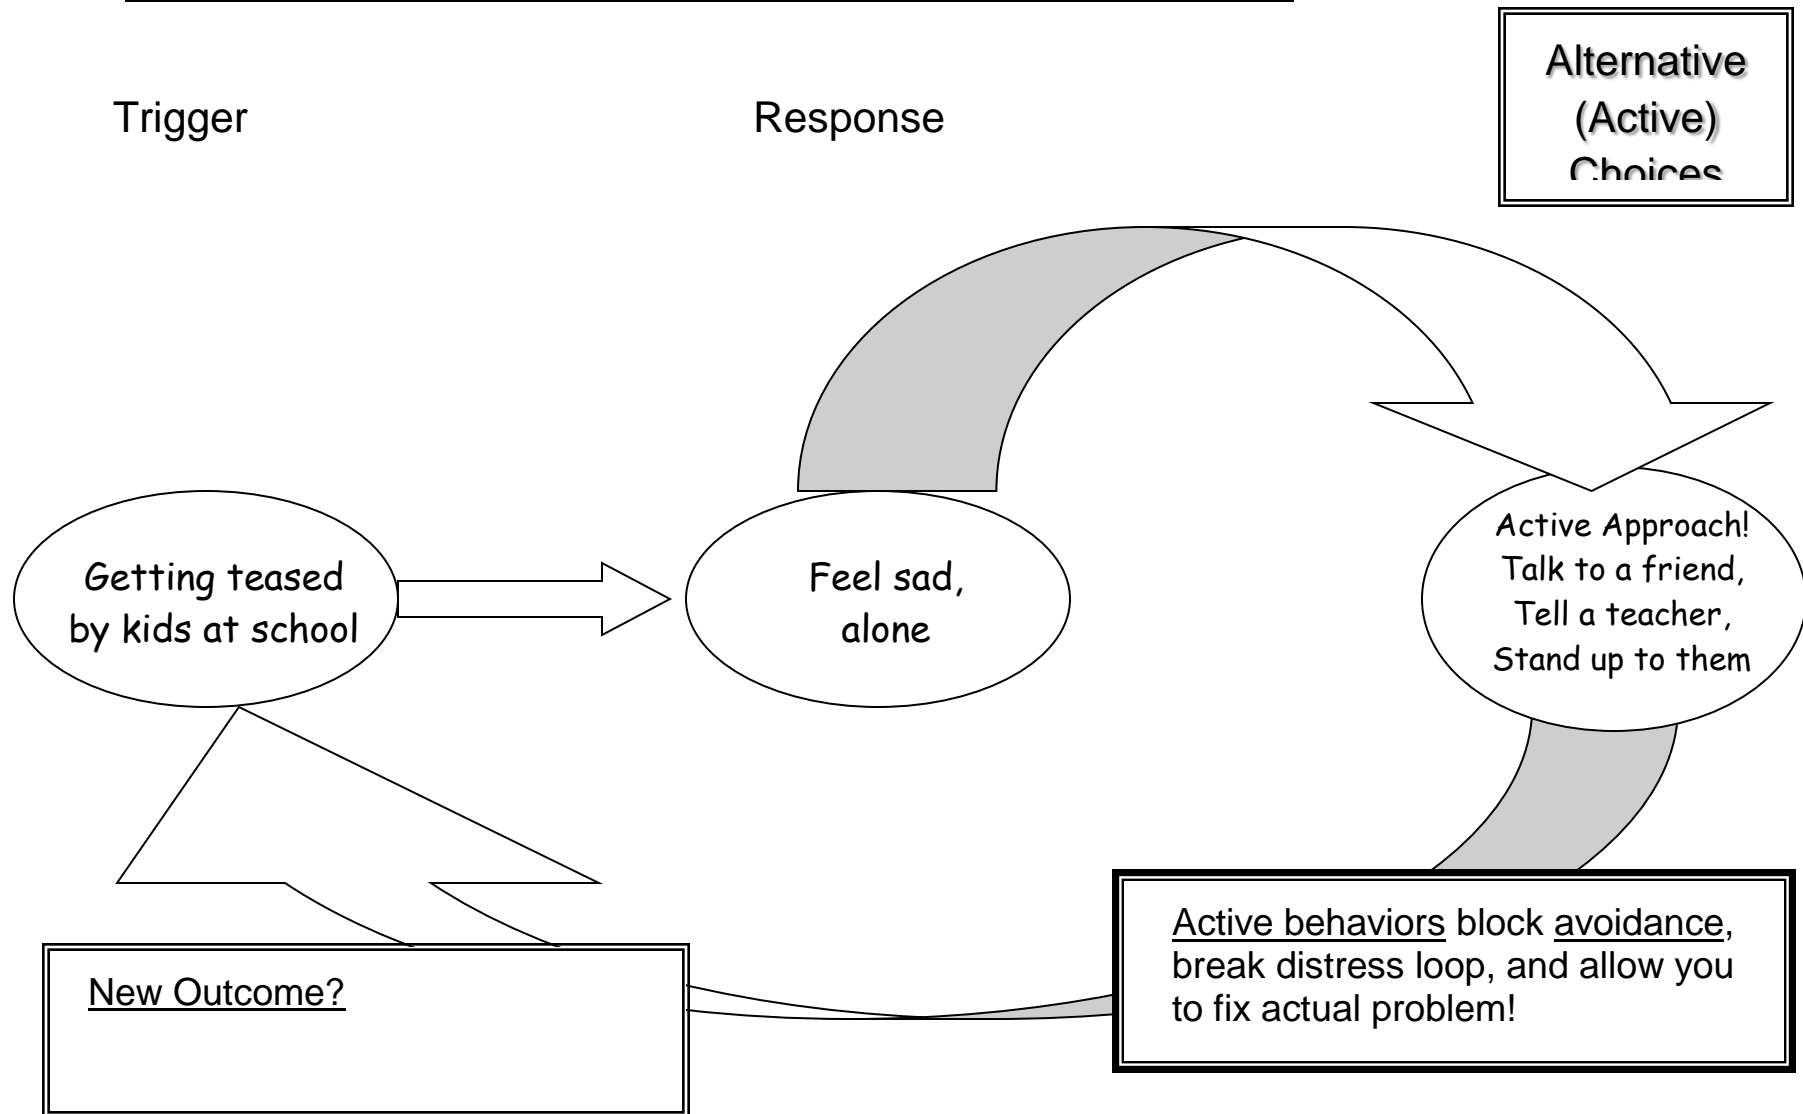 Trigger
Response
Alternative
(Active)
Choices
Getting teased
by kids at school
Feel sad,
alone
Active Approach!
Talk to a friend,
Tell a teacher,
Stand up to them
New Outcome?
Active behaviors block avoidance,
break distress loop, and allow you
to fix actual problem!